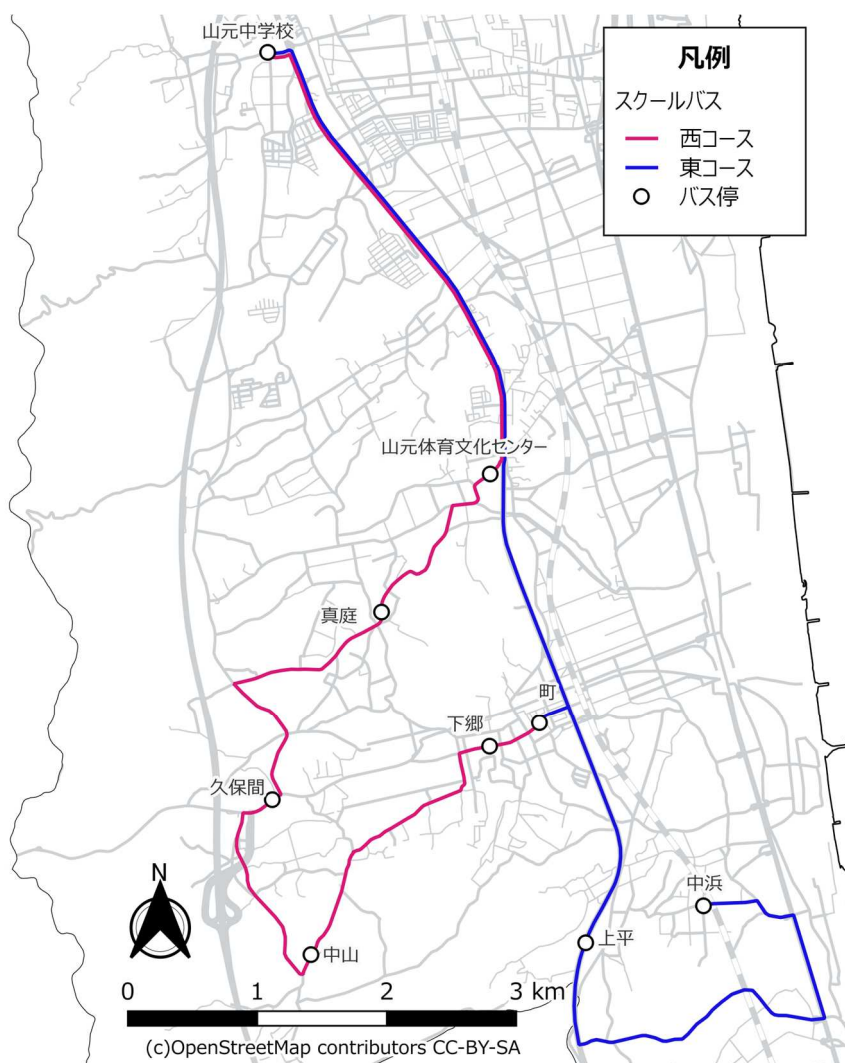 山元中学校
凡例
スクールバス
西コース
東コース
バス停
山元体育文化センター
真庭
町
下郷
久保間
中浜
N
上平
中山
0 1 2 3 km
(c)OpenStreetMap contributors CC-BY-SA